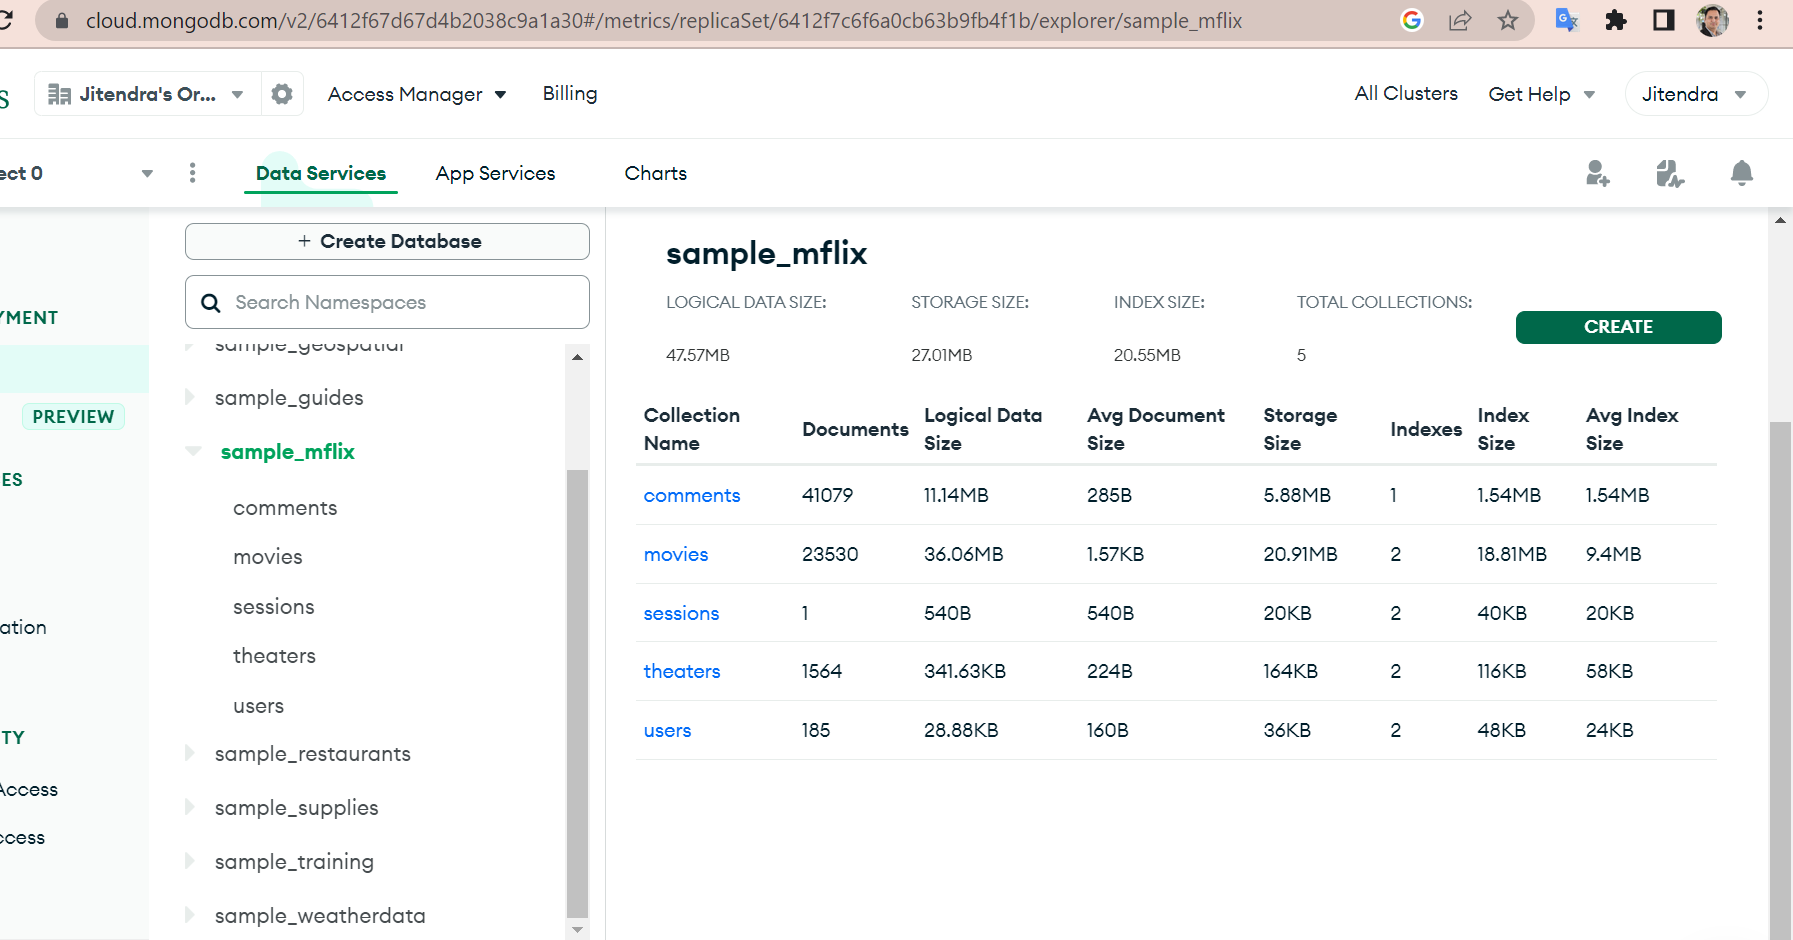 cloud.mongodb.com/v2/6412f67d67d4b2038c9a1a30#/metrics/replicaSet/6412f7c6f6a0cb63b9fb4f1b/explorer/sample_mflix
S Jitendra's Or... Access Manager Billing All Clusters Get Help Jitendra
ect 0 Data Services App Services Charts
YMENT
PREVIEW
ES
ation
TY
Access
ccess
+ Create Database
Search Namespaces
sample_geospatial
sample_guides
sample_mflix
comments
movies
sessions
theaters
users
sample_restaurants
sample_supplies
sample_training
sample_weatherdata
sample_mflix
LOGICAL DATA SIZE: STORAGE SIZE: INDEX SIZE: TOTAL COLLECTIONS:
47.57MB 27.01MB 20.55MB 5
CREATE
Collection Name Documents Logical Data Size Avg Document Size Storage Size Indexes Index Size Avg Index Size
comments 41079 11.14MB 285B 5.88MB 1 1.54MB 1.54MB
movies 23530 36.06MB 1.57KB 20.91MB 2 18.81MB 9.4MB
sessions 1 540B 540B 20KB 2 40KB 20KB
theaters 1564 341.63KB 224B 164KB 2 116KB 58KB
users 185 28.88KB 160B 36KB 2 48KB 24KB